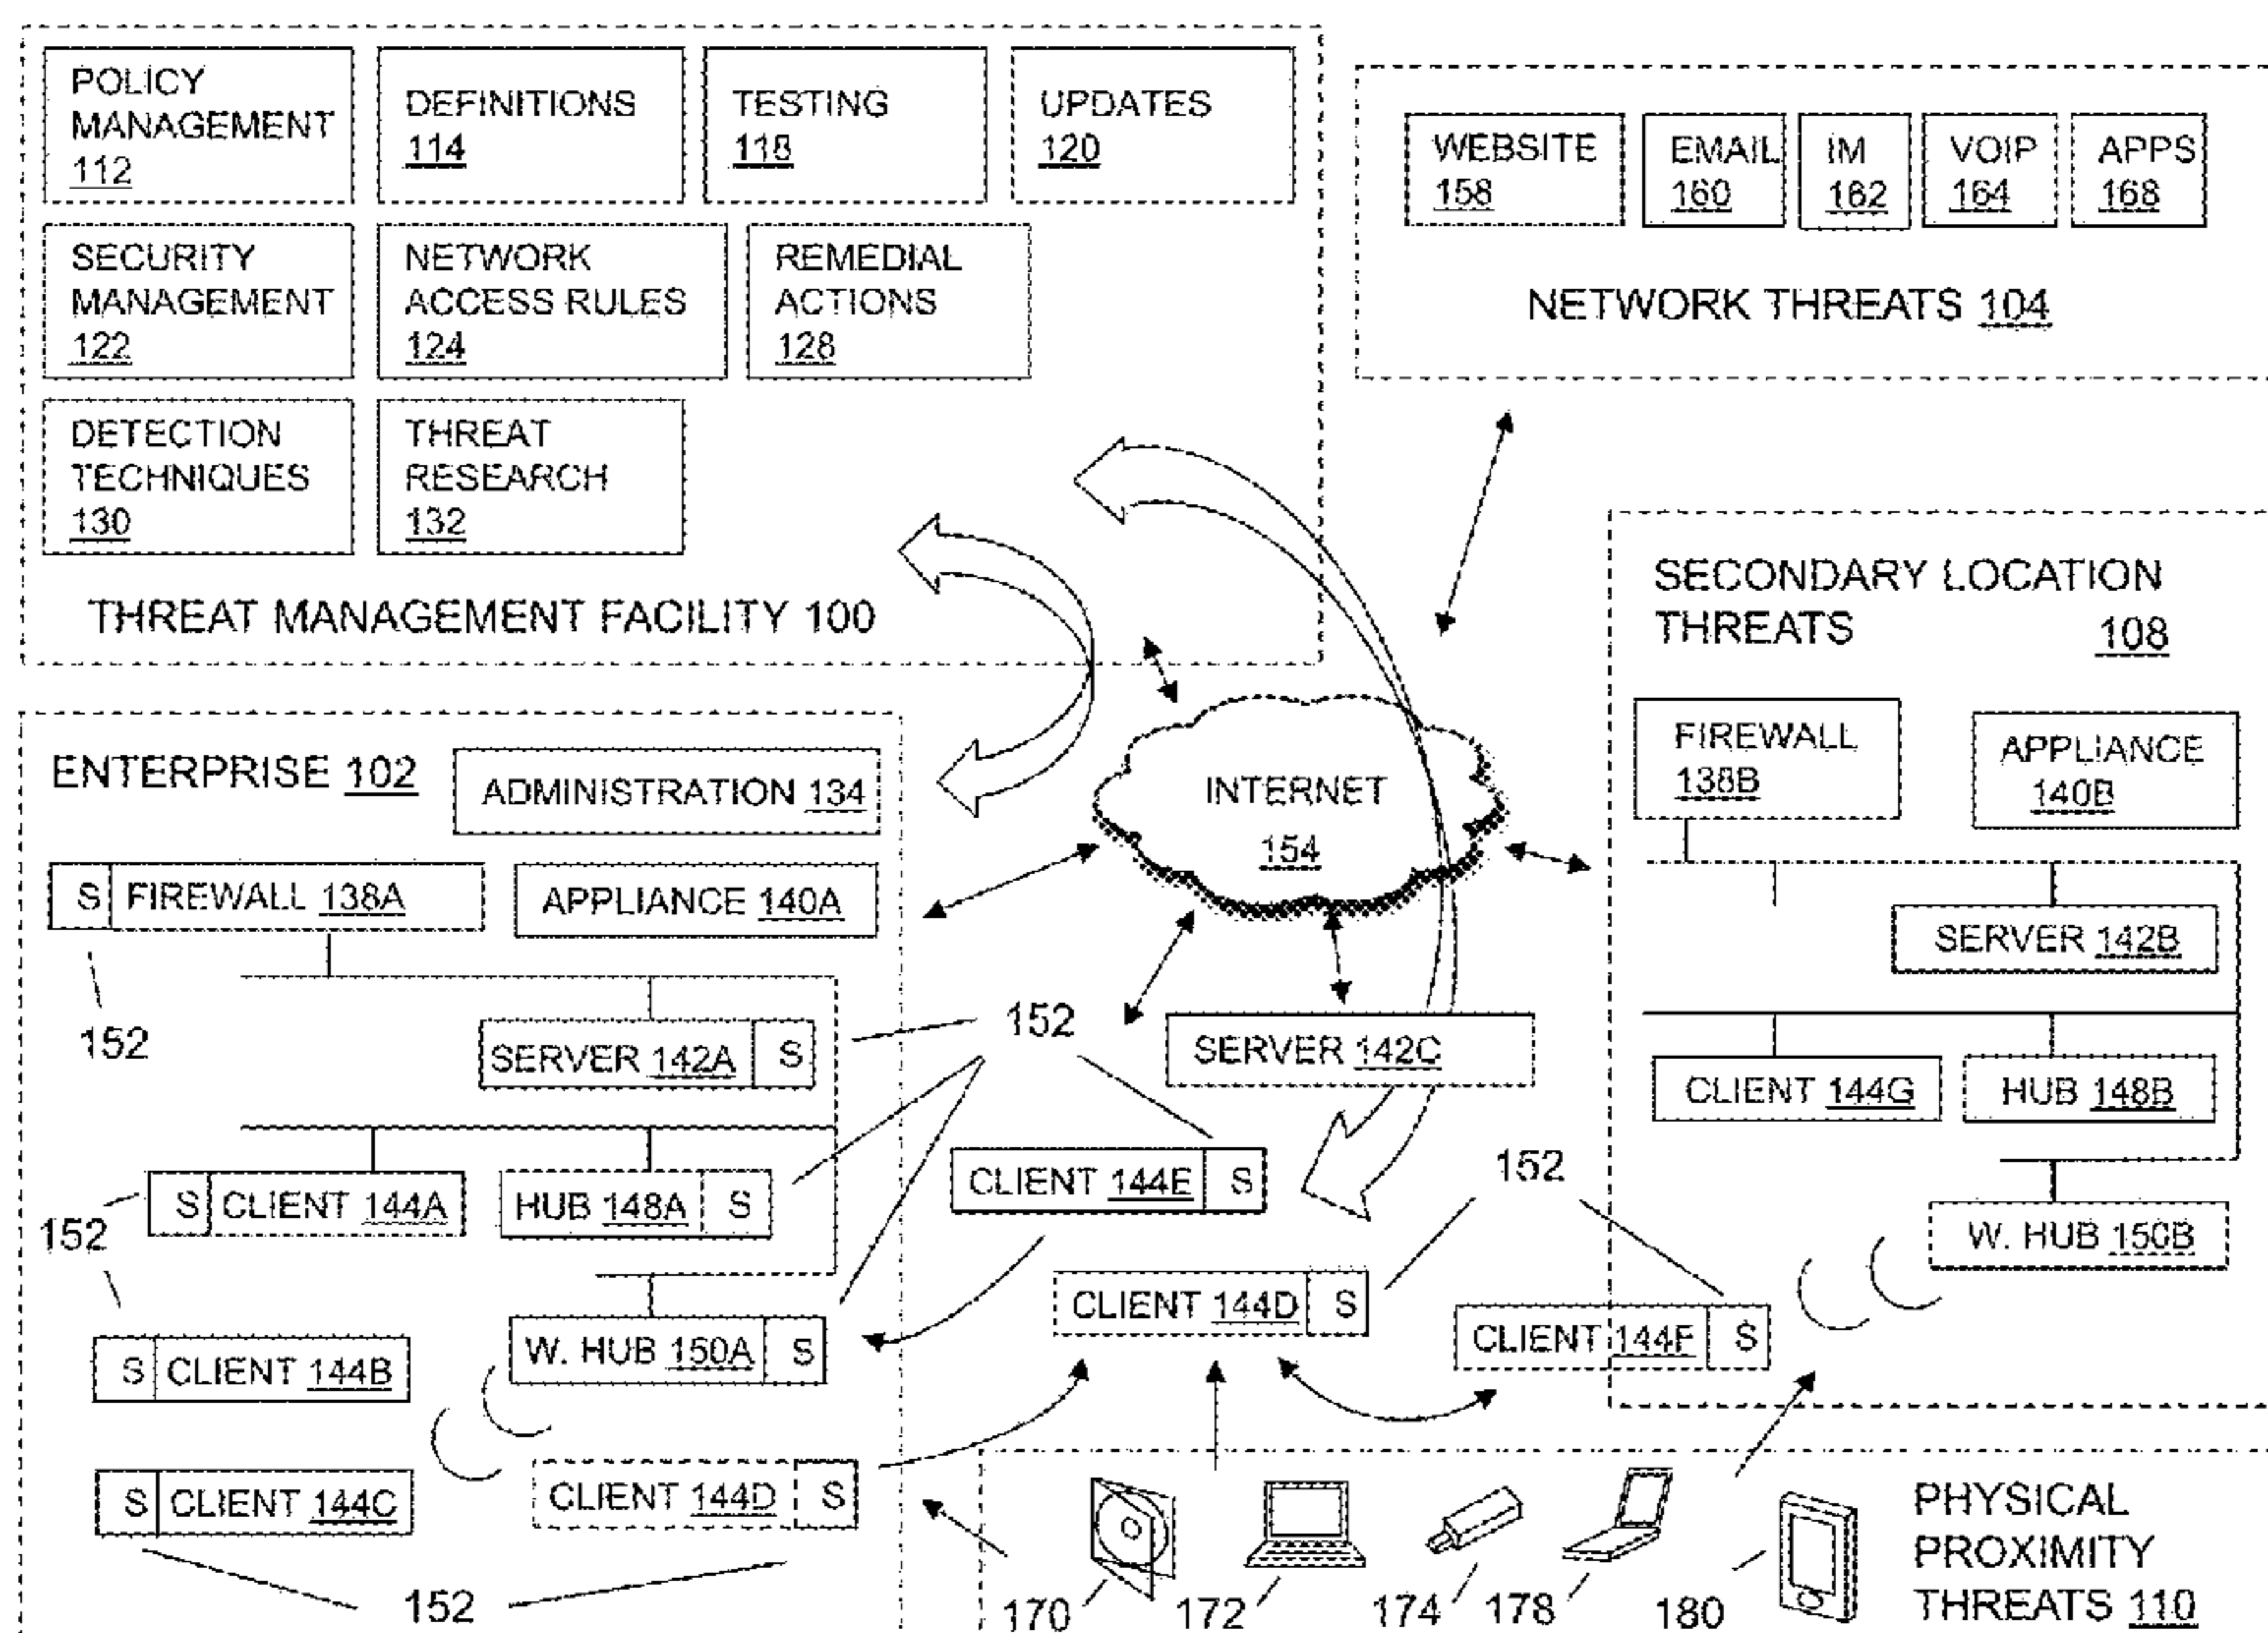 POLICY
MANAGEMENT
112
DEFINITIONS
114
TESTING
118
UPDATES
120
SECURITY
MANAGEMENT
122
NETWORK
ACCESS RULES
124
REMEDIAL
ACTIONS
128
DETECTION
TECHNIQUES
130
THREAT
RESEARCH
132
THREAT MANAGEMENT FACILITY 100
WEBSITE
158
EMAIL
160
IM
162
VOIP
164
APPS
168
NETWORK THREATS 104
SECONDARY LOCATION
THREATS 108
FIREWALL
138B
APPLIANCE
140B
SERVER 142B
CLIENT 144G
HUB 148B
W. HUB 150B
ENTERPRISE 102
ADMINISTRATION 134
S FIREWALL 138A
APPLIANCE 140A
152
SERVER 142A S
S CLIENT 144A
HUB 148A S
152
S CLIENT 144B
W. HUB 150A S
S CLIENT 144C
CLIENT 144D S
152
INTERNET
154
152
SERVER 142C
CLIENT 144E S
152
CLIENT 144D S
CLIENT 144F S
170
172
174
178
180
PHYSICAL
PROXIMITY
THREATS 110